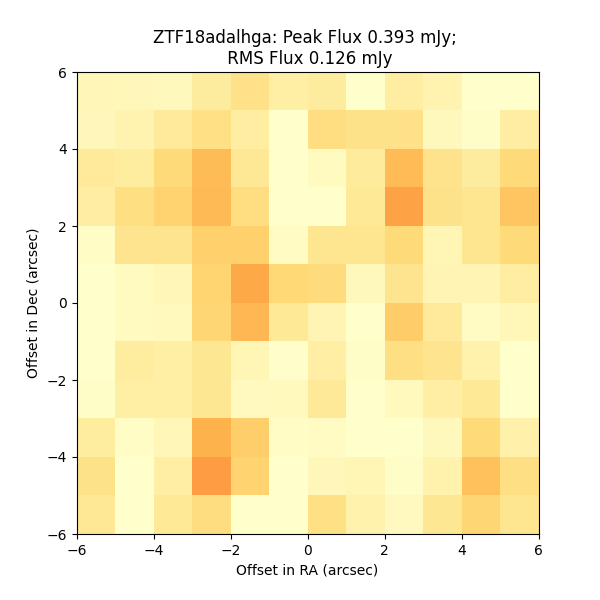 ZTF18adalhga: Peak Flux 0.393 mJy;
RMS Flux 0.126 mJy
6
4
2
0
−2
−4
−6
Offset in Dec (arcsec)
−6 −4 −2 0 2 4 6
Offset in RA (arcsec)